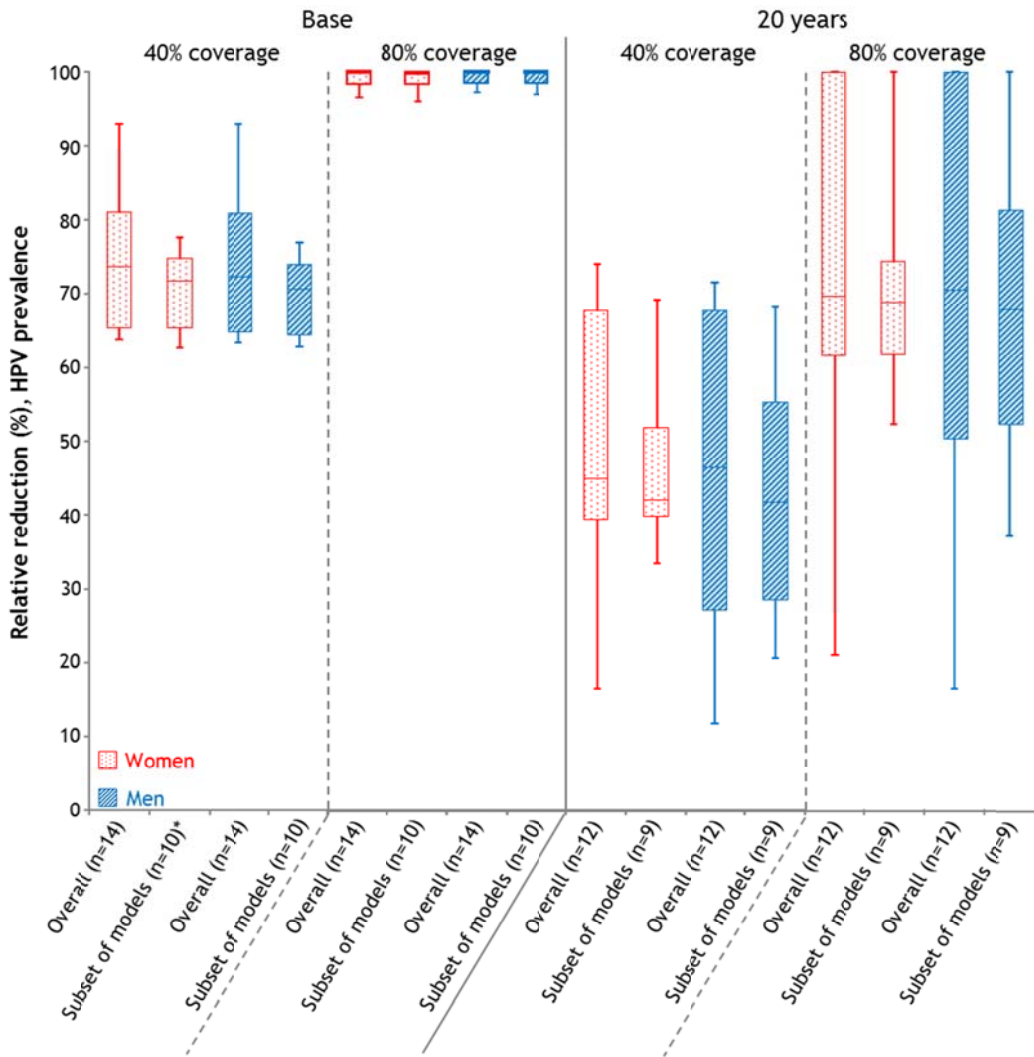 Base
20 years
40% coverage
80% coverage
40% coverage
80% coverage
Relative reduction (%), HPV prevalence
100
90
80
70
60
50
40
30
20
10
0
Women
Men
Overall (n=14)
Subset of models (n=10)*
Overall (n=14)
Subset of models (n=10)
Overall (n=14)
Subset of models (n=10)
Overall (n=14)
Subset of models (n=10)
Overall (n=12)
Subset of models (n=9)
Overall (n=12)
Subset of models (n=9)
Overall (n=12)
Subset of models (n=9)
Overall (n=12)
Subset of models (n=9)